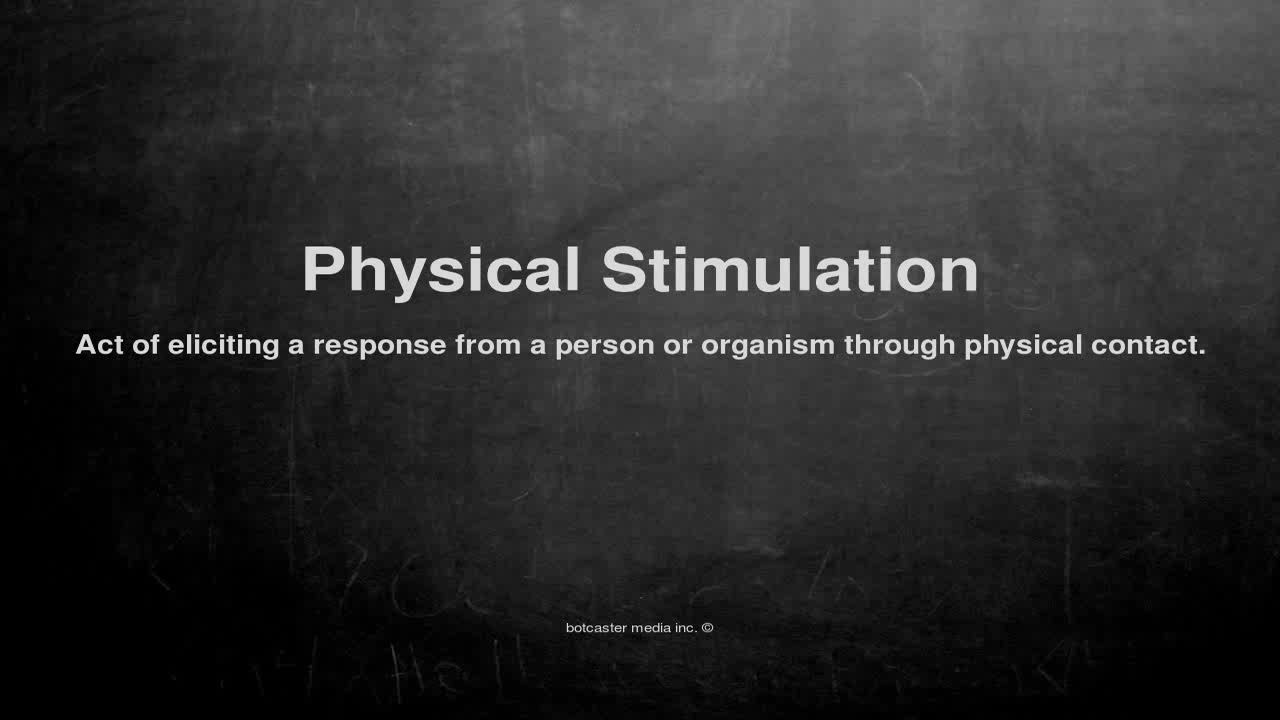 Physical Stimulation
Act of eliciting a response from a person or organism through physical contact.
botcaster media inc. ©